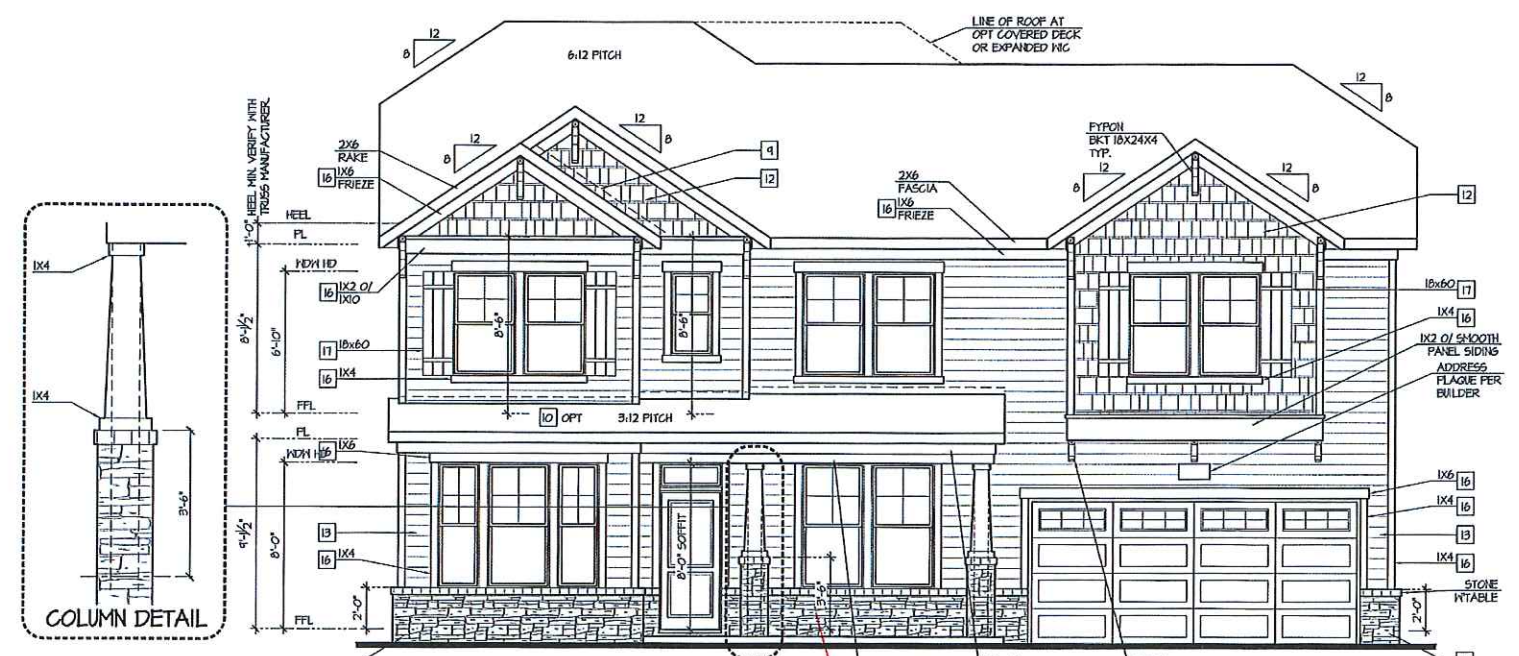 LINE OF ROOF AT
OPT COVERED DECK
OR EXPANDED WIC
12
8
6:12 PITCH
12
8
1'-0" HEEL MIN. VERIFY WITH
TRUSS MANUFACTURER.
2X6
RAKE
16 1X6
FRIEZE
12
8
12
8
9
12
FYPON
BKT 18X24X4
TYP.
12
8
12
8
12
2X6
FASCIA
16 1X6
FRIEZE
HEEL
PL
WDW HD
16 1X2 O/
1X10
8'-1 1/2"
6'-10"
17 18x60
16 1X4
FFL
8'-6"
8'-6"
10 OPT
3:12 PITCH
18x60 17
1X4 16
1X2 O/ SMOOTH
PANEL SIDING
ADDRESS
PLAQUE PER
BUILDER
PL
WDW HD
16 1X6
9'-1 1/2"
8'-0"
13
16 1X4
2'-0"
FFL
8'-0" SOFFIT
3'-6"
1X6 16
1X4 16
13
1X4 16
STONE
W'TABLE
2'-0"
1X4
1X4
3'-6"
COLUMN DETAIL